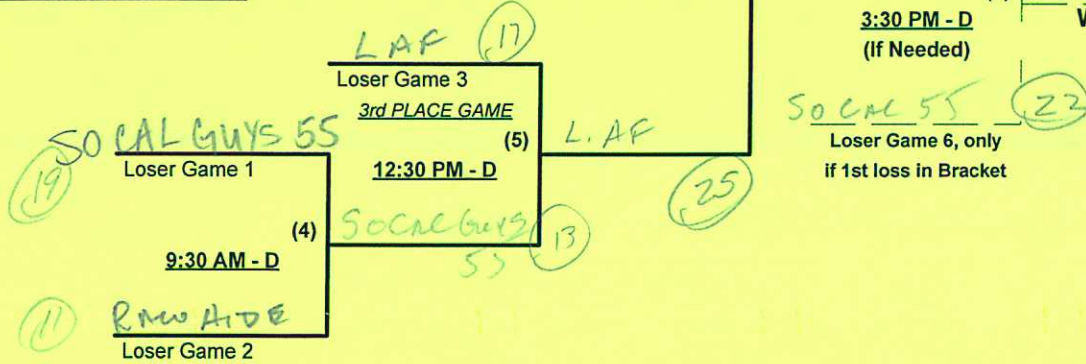 3:30 PM - D
(If Needed)
LAF 17
Loser Game 3
3rd PLACE GAME
(5)
12:30 PM - D
L.AF
25
SO CAL 55 22
Loser Game 6, only
if 1st loss in Bracket
SO CAL GUYS 55
Loser Game 1
19
(4)
9:30 AM - D
SOCAL GUYS
55 13
11 RAWHIDE
Loser Game 2